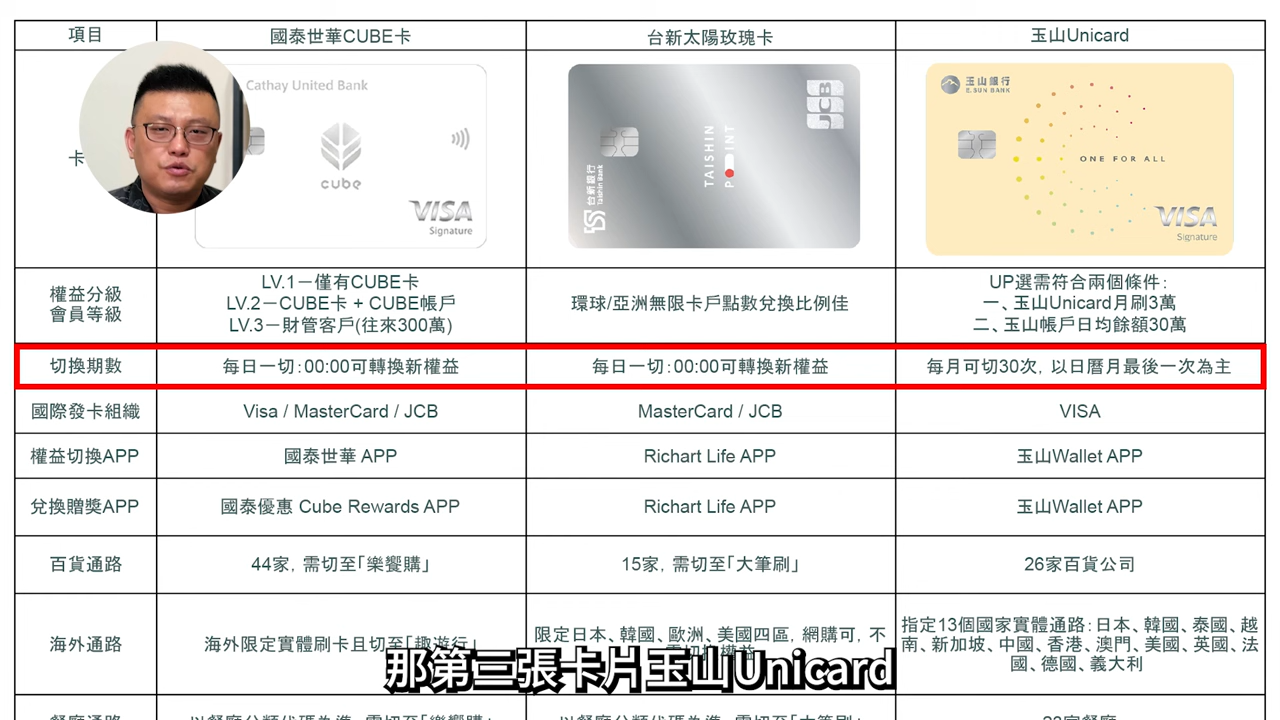 項目
國泰世華CUBE卡
台新太陽玫瑰卡
玉山Unicard
卡
Cathay United Bank
cube
VISA
Signature
JCB
台新銀行
Taishin Bank
TAISHIN
POINT
玉山銀行
E.SUN BANK
ONE FOR ALL
VISA
Signature
權益分級
會員等級
LV.1－僅有CUBE卡
LV.2－CUBE卡 + CUBE帳戶
LV.3－財管客戶(往來300萬)
環球/亞洲無限卡戶點數兌換比例佳
UP選需符合兩個條件：
一、玉山Unicard月刷3萬
二、玉山帳戶日均餘額30萬
切換期數
每日一切：00:00可轉換新權益
每日一切：00:00可轉換新權益
每月可切30次，以日曆月最後一次為主
國際發卡組織
Visa / MasterCard / JCB
MasterCard / JCB
VISA
權益切換APP
國泰世華 APP
Richart Life APP
玉山Wallet APP
兌換贈獎APP
國泰優惠 Cube Rewards APP
Richart Life APP
玉山Wallet APP
百貨通路
44家，需切至「樂饗購」
15家，需切至「大筆刷」
26家百貨公司
海外通路
海外限定實體刷卡且切至「趣遊行」
限定日本、韓國、歐洲、美國四區，網購可，不
指定13個國家實體通路：日本、韓國、泰國、越
南、新加坡、中國、香港、澳門、美國、英國、法
國、德國、義大利
那第三張卡片玉山Unicard